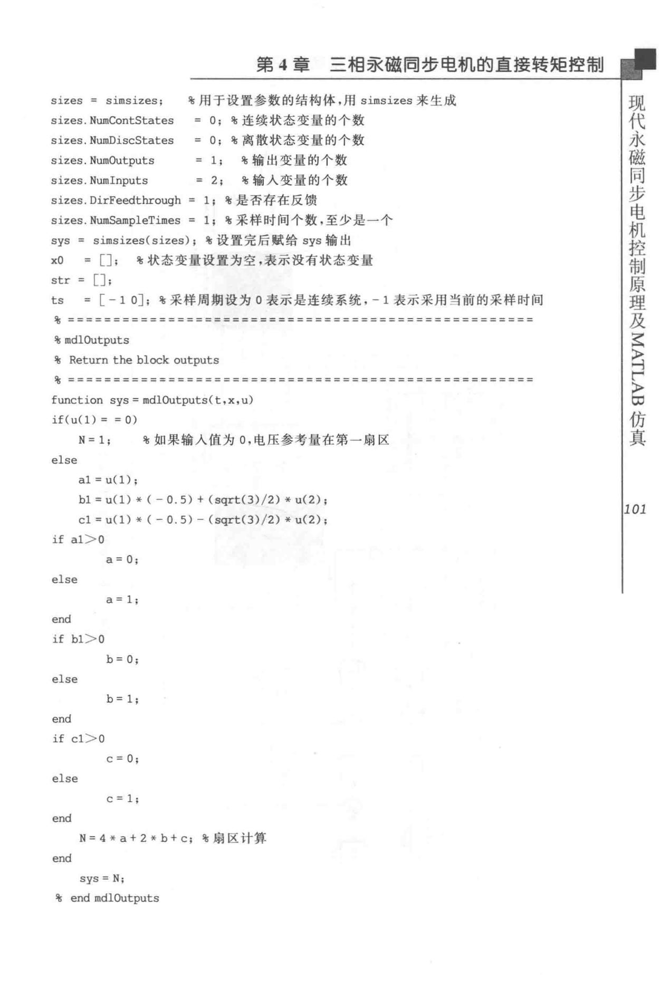 第 4 章 三相永磁同步电机的直接转矩控制
sizes = simsizes; %用于设置参数的结构体,用 simsizes 来生成
sizes.NumContStates = 0; %连续状态变量的个数
sizes.NumDiscStates = 0; %离散状态变量的个数
sizes.NumOutputs = 1; %输出变量的个数
sizes.NumInputs = 2; %输入变量的个数
sizes.DirFeedthrough = 1; %是否存在反馈
sizes.NumSampleTimes = 1; %采样时间个数,至少是一个
sys = simsizes(sizes); %设置完后赋给 sys 输出
x0 = []; %状态变量设置为空,表示没有状态变量
str = [];
ts = [-1 0]; %采样周期设为 0 表示是连续系统,-1 表示采用当前的采样时间
% ===================================================
%mdlOutputs
% Return the block outputs
% ===================================================
function sys=mdlOutputs(t,x,u)
if(u(1)= =0)
N=1; %如果输入值为 0,电压参考量在第一扇区
else
a1=u(1);
b1=u(1)*(-0.5)+(sqrt(3)/2)*u(2);
c1=u(1)*(-0.5)-(sqrt(3)/2)*u(2);
if a1>0
a=0;
else
a=1;
end
if b1>0
b=0;
else
b=1;
end
if c1>0
c=0;
else
c=1;
end
N=4*a+2*b+c; %扇区计算
end
sys=N;
% end mdlOutputs
现代永磁同步电机控制原理及MATLAB仿真
101